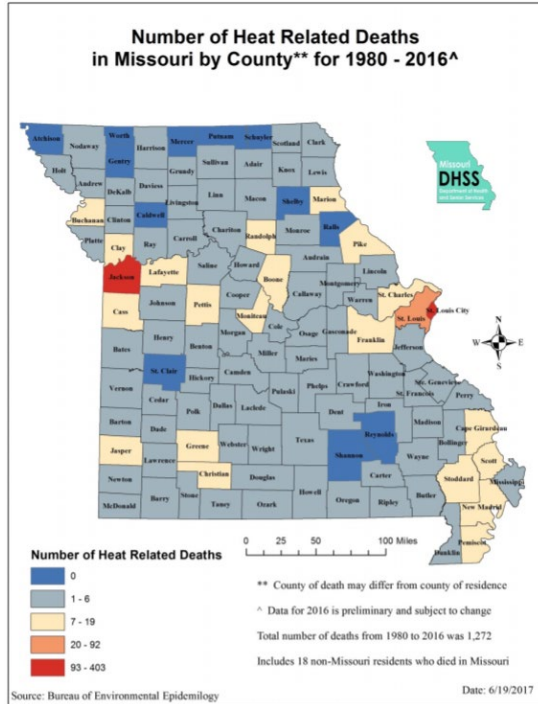 Number of Heat Related Deaths
in Missouri by County** for 1980 - 2016^
Missouri
DHSS
Department of Health
and Senior Services
Atchison
Nodaway
Worth
Gentry
Harrison
Mercer
Putnam
Schuyler
Scotland
Clark
Holt
Andrew
DeKalb
Daviess
Grundy
Sullivan
Adair
Knox
Lewis
Buchanan
Clinton
Caldwell
Livingston
Linn
Macon
Shelby
Marion
Platte
Clay
Ray
Carroll
Chariton
Randolph
Monroe
Ralls
Pike
Jackson
Lafayette
Saline
Howard
Boone
Audrain
Callaway
Montgomery
Lincoln
Warren
St. Charles
St. Louis
St. Louis City
Cass
Johnson
Pettis
Cooper
Moniteau
Cole
Osage
Gasconade
Franklin
Jefferson
Bates
Henry
Benton
Morgan
Miller
Maries
Camden
St. Clair
Hickory
Vernon
Cedar
Polk
Dallas
Laclede
Pulaski
Phelps
Crawford
Washington
Ste. Genevieve
St. Francois
Perry
Iron
Dent
Barton
Dade
Jasper
Lawrence
Greene
Webster
Wright
Texas
Shannon
Reynolds
Madison
Wayne
Bollinger
Cape Girardeau
Scott
Mississippi
Stoddard
New Madrid
Pemiscot
Dunklin
Newton
McDonald
Barry
Stone
Christian
Taney
Douglas
Ozark
Howell
Oregon
Carter
Ripley
Butler
N
W
E
S
0 25 50 100 Miles
Number of Heat Related Deaths
0
1 - 6
7 - 19
20 - 92
93 - 403
** County of death may differ from county of residence
^ Data for 2016 is preliminary and subject to change
Total number of deaths from 1980 to 2016 was 1,272
Includes 18 non-Missouri residents who died in Missouri
Source: Bureau of Environmental Epidemilogy
Date: 6/19/2017